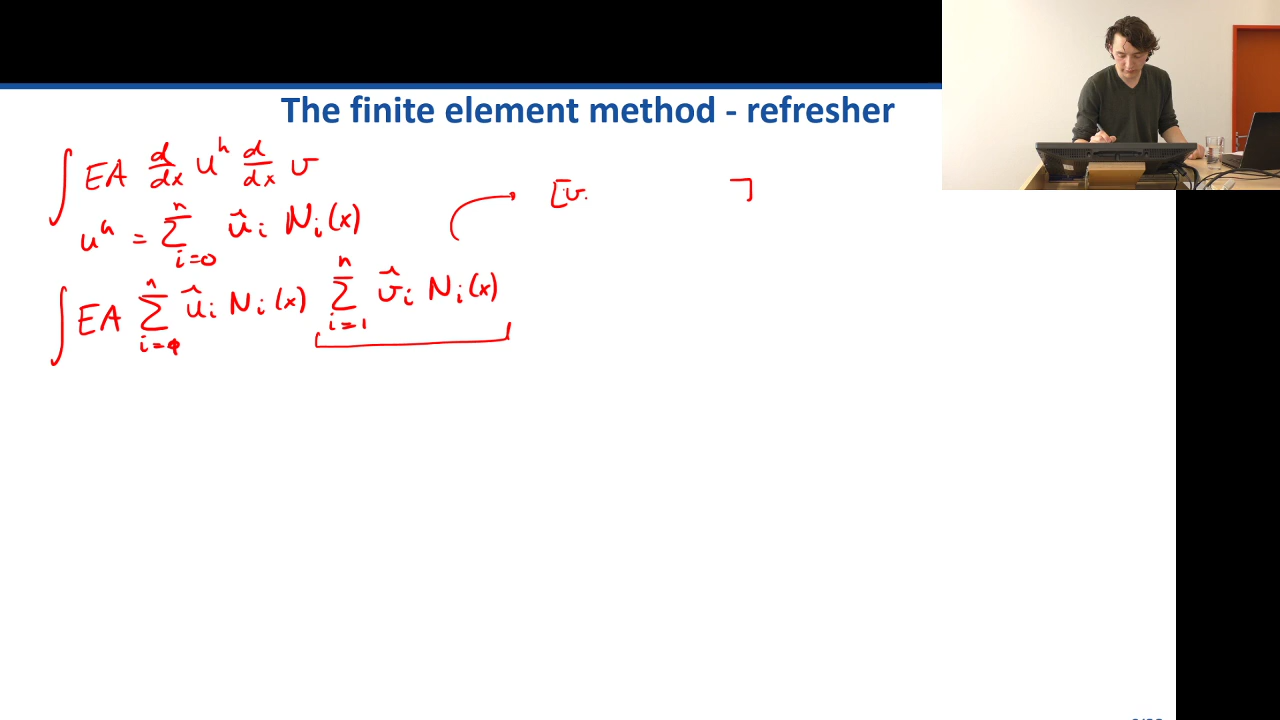 The finite element method - refresher
∫ EA d/dx u^h d/dx v
u^h = Σ_{i=0}^{n} û_i N_i(x)
[v. ]
∫ EA Σ_{i=0}^{n} û_i N_i(x) Σ_{i=1}^{n} v̂_i N_i(x)